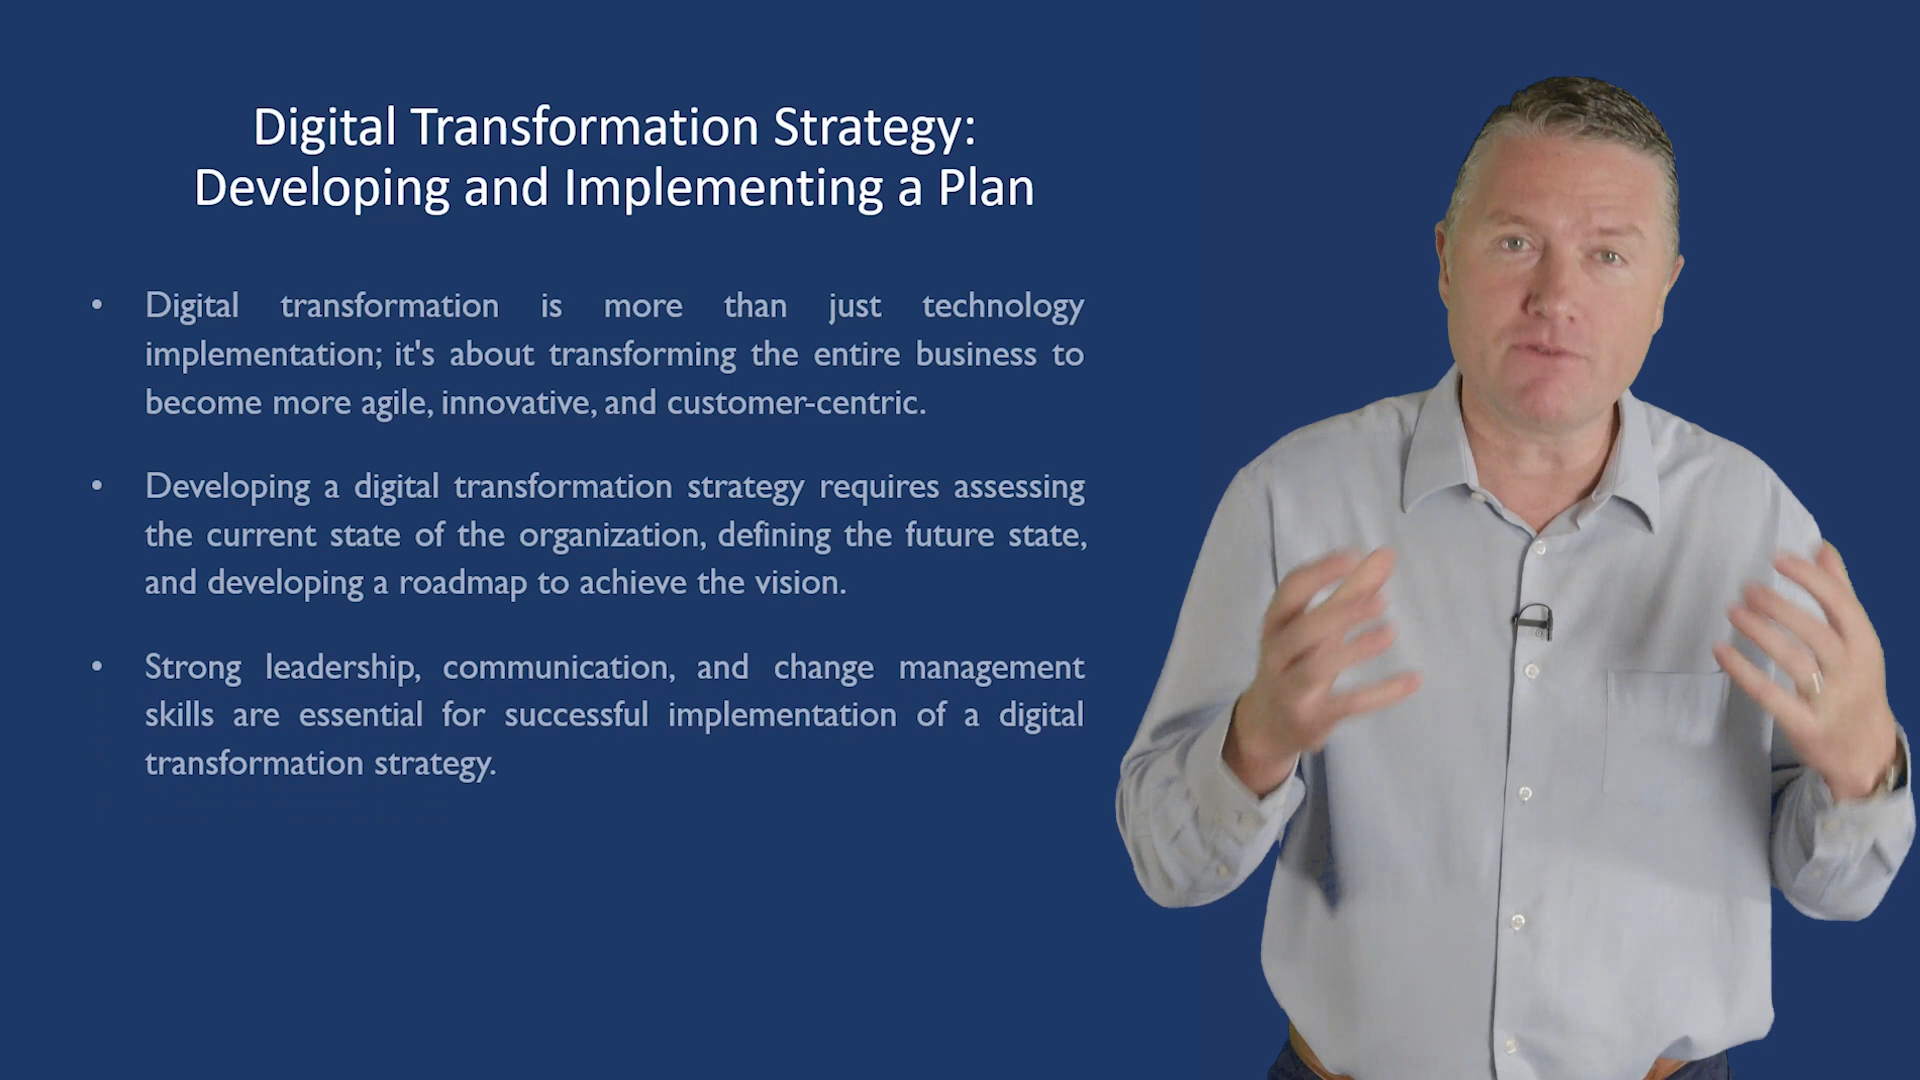 Digital Transformation Strategy:
Developing and Implementing a Plan
• Digital transformation is more than just technology
implementation; it's about transforming the entire business to
become more agile, innovative, and customer-centric.
• Developing a digital transformation strategy requires assessing
the current state of the organization, defining the future state,
and developing a roadmap to achieve the vision.
• Strong leadership, communication, and change management
skills are essential for successful implementation of a digital
transformation strategy.